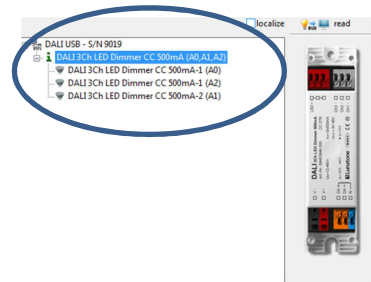 localize
read
DALI USB - S/N 9019
DALI 3Ch LED Dimmer CC 500mA (A0,A1,A2)
DALI 3Ch LED Dimmer CC 500mA-1 (A0)
DALI 3Ch LED Dimmer CC 500mA-1 (A2)
DALI 3Ch LED Dimmer CC 500mA-2 (A1)
DALI
Lunatone